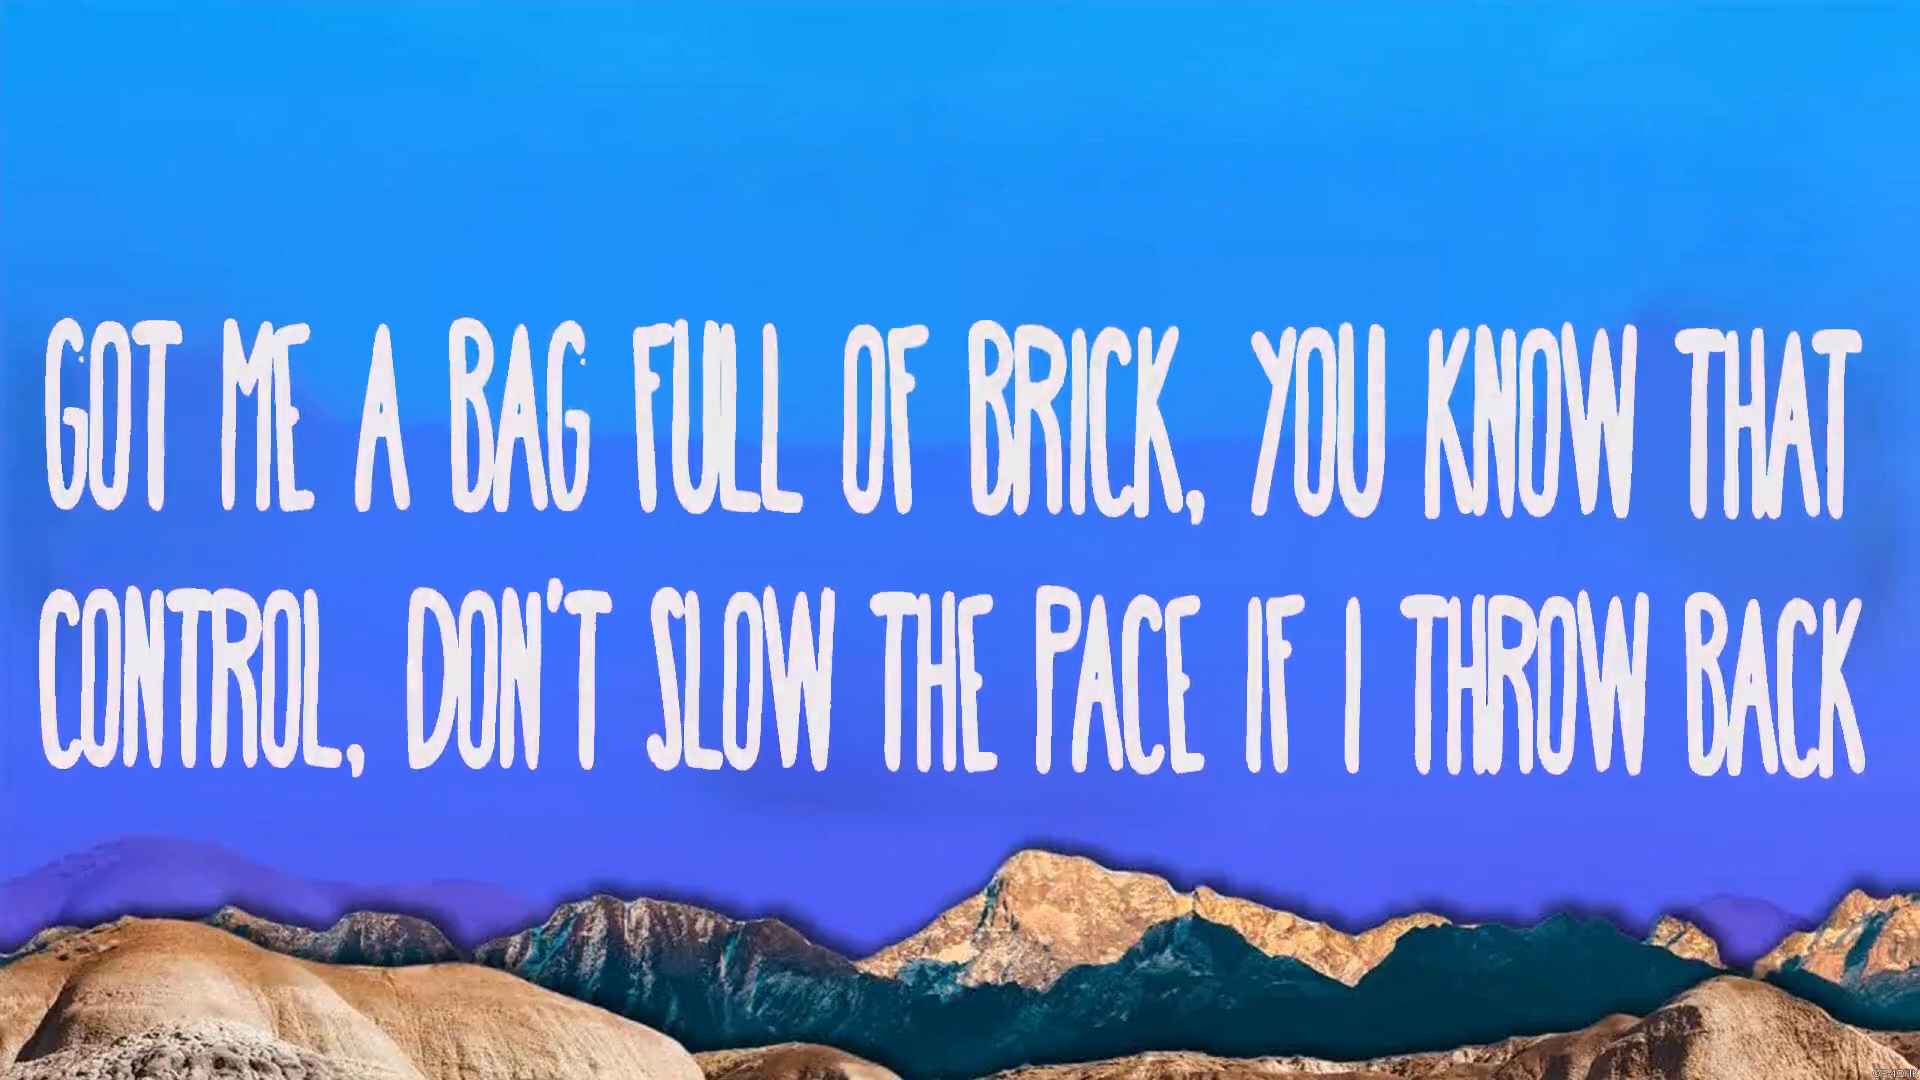 GOT ME A BAG FULL OF BRICK, YOU KNOW THAT
CONTROL, DON'T SLOW THE PACE IF I THROW BACK